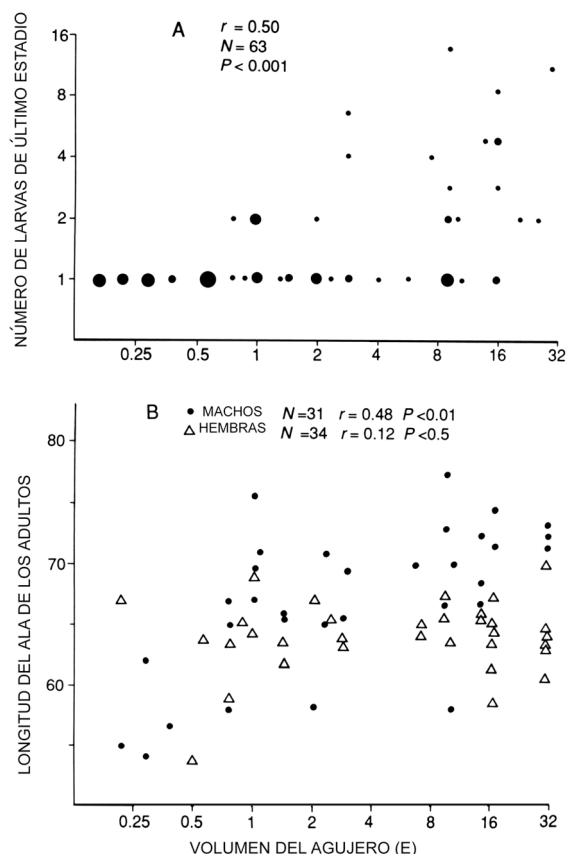 A
r = 0.50
N = 63
P < 0.001
NÚMERO DE LARVAS DE ÚLTIMO ESTADIO
16
8
4
2
1
0.25 0.5 1 2 4 8 16 32
B
● MACHOS N =31 r = 0.48 P <0.01
△ HEMBRAS N =34 r = 0.12 P <0.5
LONGITUD DEL ALA DE LOS ADULTOS
80
70
60
0.25 0.5 1 2 4 8 16 32
VOLUMEN DEL AGUJERO (E)